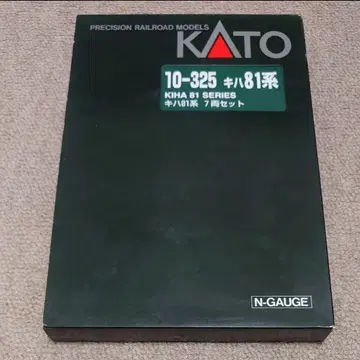 PRECISION RAILROAD MODELS
KATO
10-325 キハ81系
KIHA 81 SERIES
キハ81系 7両セット
N-GAUGE